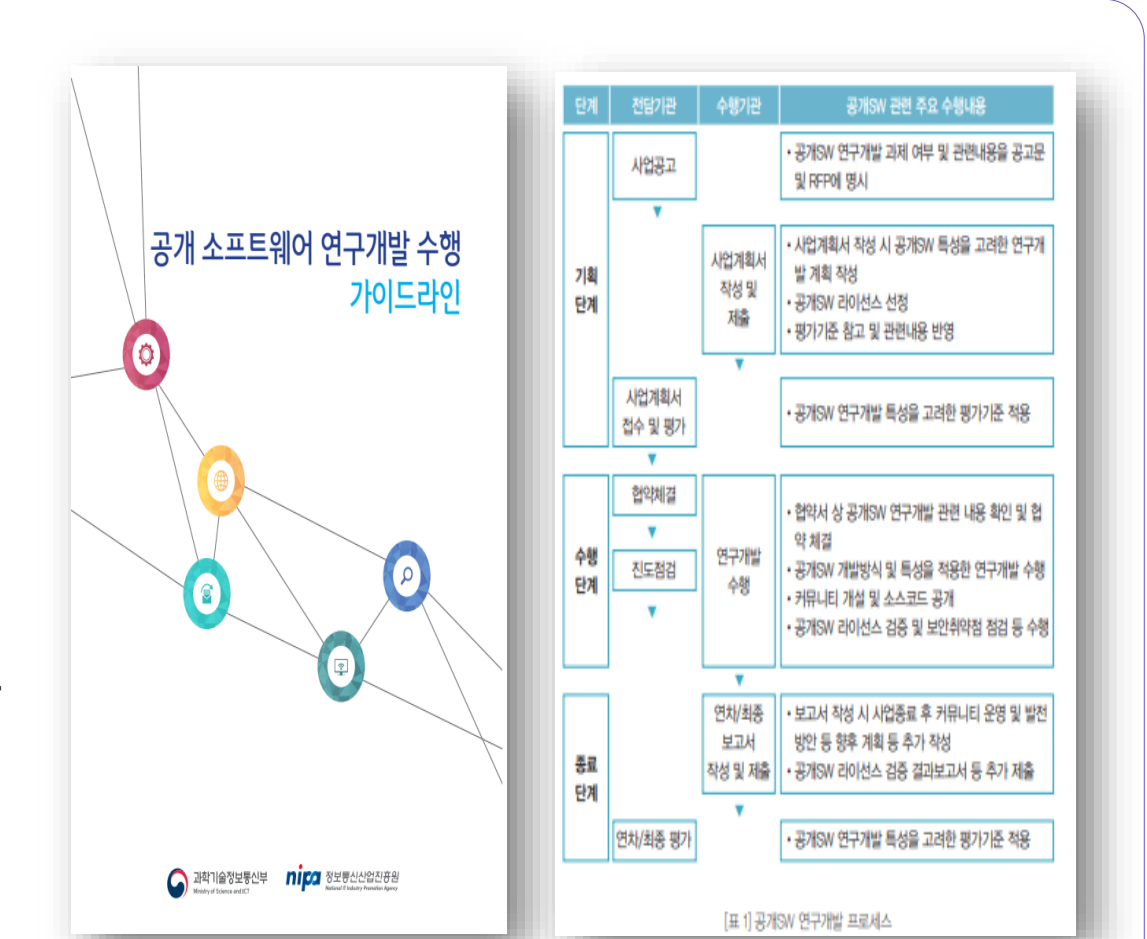 공개 소프트웨어 연구개발 수행
가이드라인
과학기술정보통신부
Ministry of Science and ICT
nipa 정보통신산업진흥원
National IT Industry Promotion Agency
단계 전담기관 수행기관 공개SW 관련 주요 수행내용
기획
단계
사업공고
• 공개SW 연구개발 과제 여부 및 관련내용을 공고문
및 RFP에 명시
사업계획서
작성 및
제출
• 사업계획서 작성 시 공개SW 특성을 고려한 연구개
발 계획 작성
• 공개SW 라이선스 선정
• 평가기준 참고 및 관련내용 반영
사업계획서
접수 및 평가
• 공개SW 연구개발 특성을 고려한 평가기준 적용
수행
단계
협약체결
진도점검
연구개발
수행
• 협약서 상 공개SW 연구개발 관련 내용 확인 및 협
약 체결
• 공개SW 개발방식 및 특성을 적용한 연구개발 수행
• 커뮤니티 개설 및 소스코드 공개
• 공개SW 라이선스 검증 및 보안취약점 점검 등 수행
종료
단계
연차/최종
보고서
작성 및 제출
• 보고서 작성 시 사업종료 후 커뮤니티 운영 및 발전
방안 등 향후 계획 등 추가 작성
• 공개SW 라이선스 검증 결과보고서 등 추가 제출
연차/최종 평가
• 공개SW 연구개발 특성을 고려한 평가기준 적용
[표 1] 공개SW 연구개발 프로세스